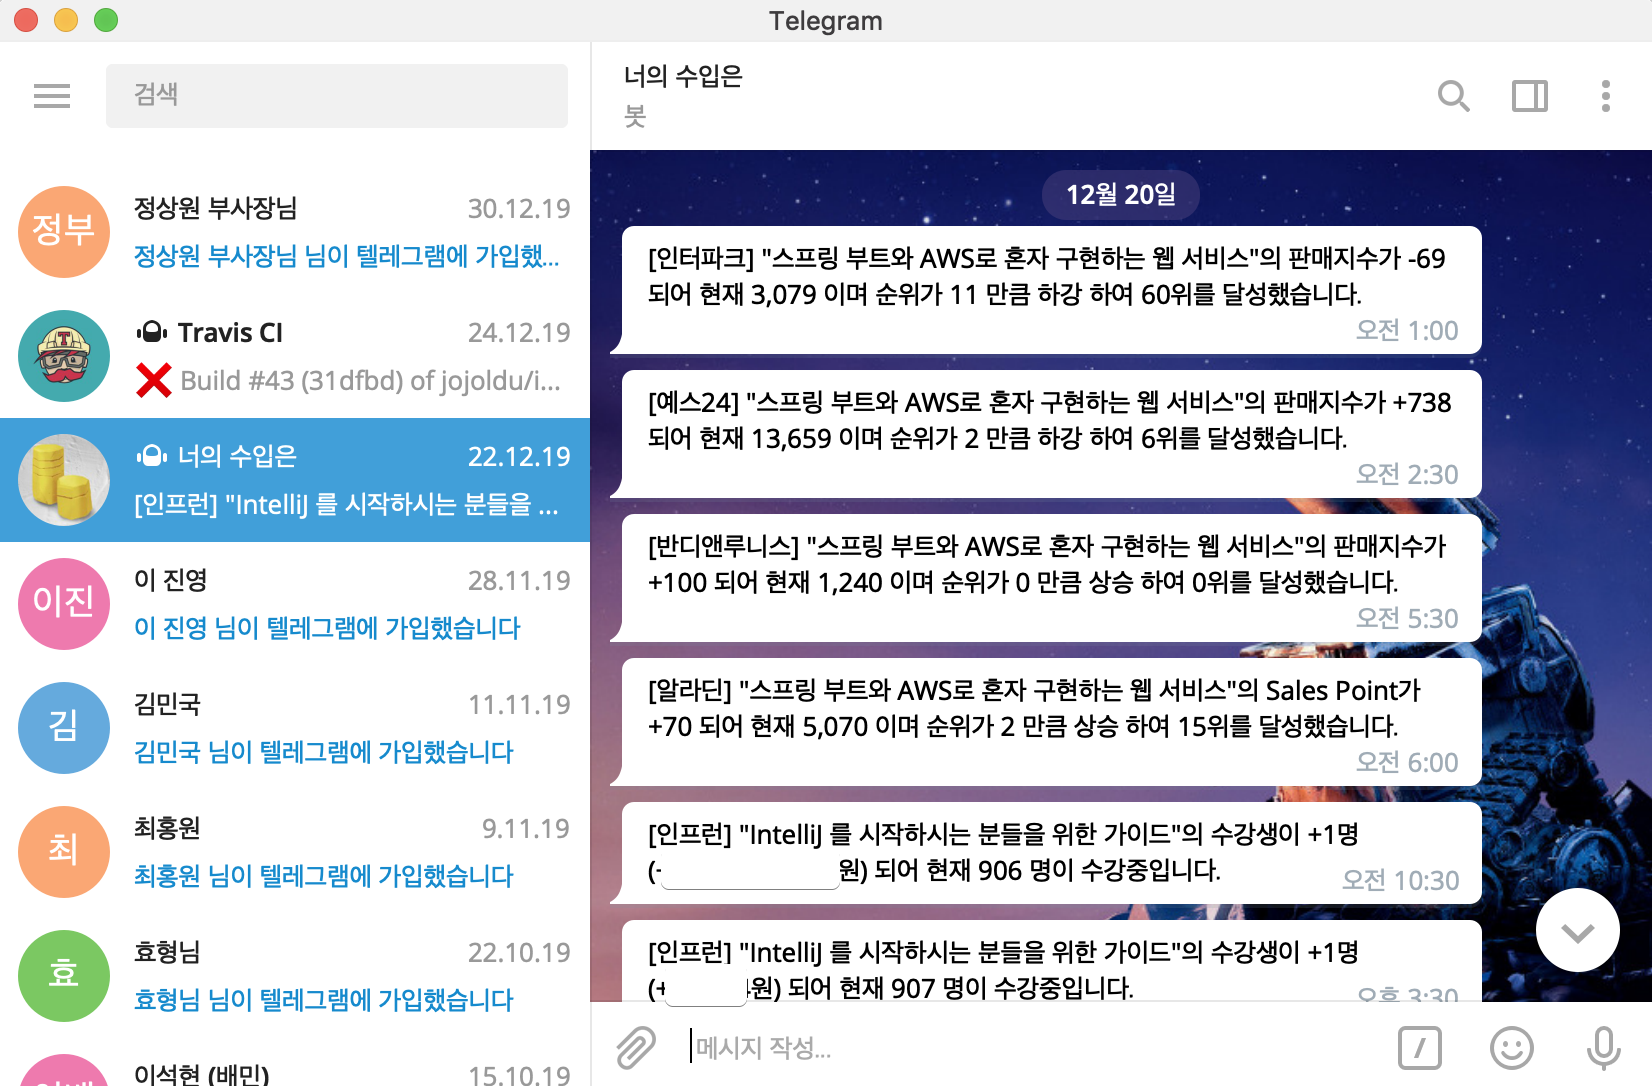 Telegram
검색
정부
정상원 부사장님
30.12.19
정상원 부사장님 님이 텔레그램에 가입했...
Travis CI
24.12.19
Build #43 (31dfbd) of jojoldu/i...
너의 수입은
22.12.19
[인프런] "IntelliJ 를 시작하시는 분들을 ...
이진
이 진영
28.11.19
이 진영 님이 텔레그램에 가입했습니다
김
김민국
11.11.19
김민국 님이 텔레그램에 가입했습니다
최
최홍원
9.11.19
최홍원 님이 텔레그램에 가입했습니다
효
효형님
22.10.19
효형님 님이 텔레그램에 가입했습니다
이석현 (배민)
15.10.19
너의 수입은
봇
12월 20일
[인터파크] "스프링 부트와 AWS로 혼자 구현하는 웹 서비스"의 판매지수가 -69
되어 현재 3,079 이며 순위가 11 만큼 하강 하여 60위를 달성했습니다.
오전 1:00
[예스24] "스프링 부트와 AWS로 혼자 구현하는 웹 서비스"의 판매지수가 +738
되어 현재 13,659 이며 순위가 2 만큼 하강 하여 6위를 달성했습니다.
오전 2:30
[반디앤루니스] "스프링 부트와 AWS로 혼자 구현하는 웹 서비스"의 판매지수가
+100 되어 현재 1,240 이며 순위가 0 만큼 상승 하여 0위를 달성했습니다.
오전 5:30
[알라딘] "스프링 부트와 AWS로 혼자 구현하는 웹 서비스"의 Sales Point가
+70 되어 현재 5,070 이며 순위가 2 만큼 상승 하여 15위를 달성했습니다.
오전 6:00
[인프런] "IntelliJ 를 시작하시는 분들을 위한 가이드"의 수강생이 +1명
원) 되어 현재 906 명이 수강중입니다.
오전 10:30
[인프런] "IntelliJ 를 시작하시는 분들을 위한 가이드"의 수강생이 +1명
(+ 원) 되어 현재 907 명이 수강중입니다.
오후 3:30
메시지 작성...